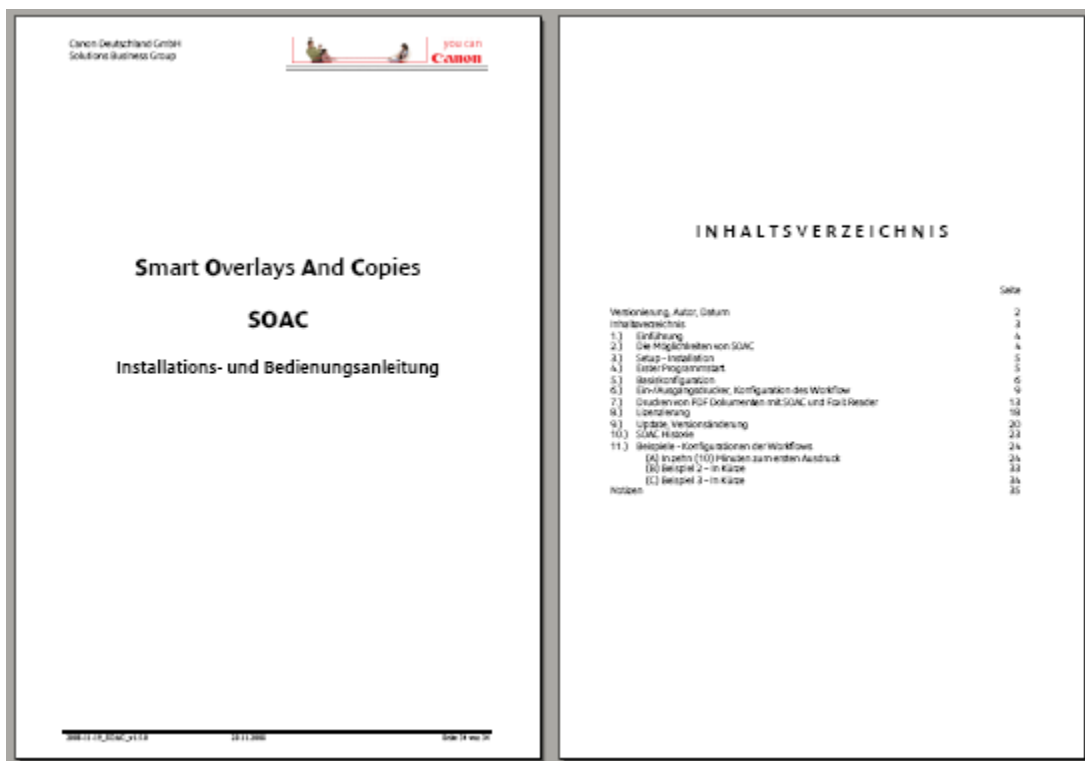 Canon Deutschland GmbH
Solutions Business Group
you can
Canon
Smart Overlays And Copies
SOAC
Installations- und Bedienungsanleitung
INHALTSVERZEICHNIS
Seite
Versionierung, Autor, Datum 2
Inhaltsverzeichnis 3
1.) Einführung 4
2.) Die Möglichkeiten von SOAC 4
3.) Setup - Installation 5
4.) Erster Programmstart 5
5.) Basiskonfiguration 6
6.) Ein-/Ausgangsdrucker, Konfiguration des Workflow 9
7.) Drucken von PDF Dokumenten mit SOAC und Foxit Reader 13
8.) Lizenzierung 18
9.) Update, Versionsänderung 20
10.) SOAC Historie 23
11.) Beispiele - Konfigurationen der Workflows 24
(A) In zehn (10) Minuten zum ersten Ausdruck 24
(B) Beispiel 2 - In Kürze 33
(C) Beispiel 3 - In Kürze 34
Notizen 35